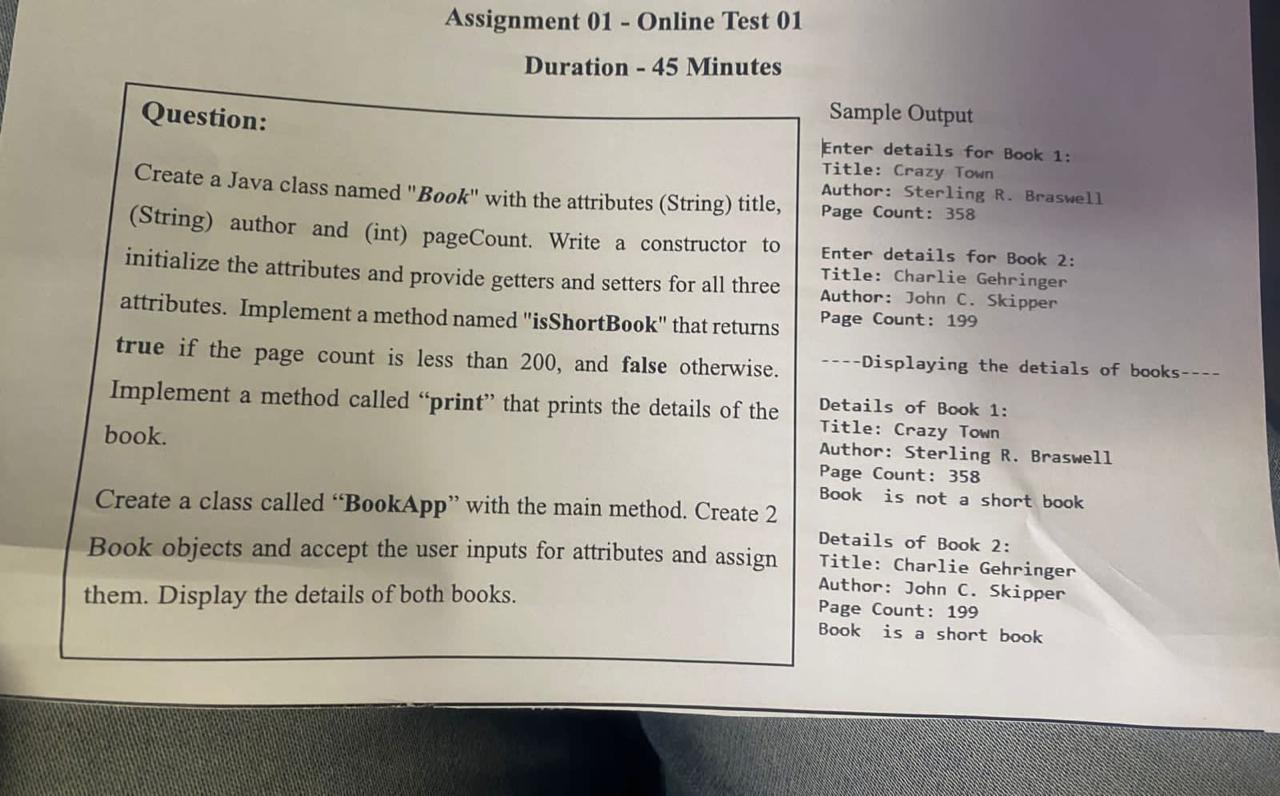 Assignment 01 - Online Test 01
Duration - 45 Minutes
Question:
Create a Java class named "Book" with the attributes (String) title,
(String) author and (int) pageCount. Write a constructor to
initialize the attributes and provide getters and setters for all three
attributes. Implement a method named "isShortBook" that returns
true if the page count is less than 200, and false otherwise.
Implement a method called “print” that prints the details of the
book.
Create a class called “BookApp” with the main method. Create 2
Book objects and accept the user inputs for attributes and assign
them. Display the details of both books.
Sample Output
Enter details for Book 1:
Title: Crazy Town
Author: Sterling R. Braswell
Page Count: 358
Enter details for Book 2:
Title: Charlie Gehringer
Author: John C. Skipper
Page Count: 199
----Displaying the detials of books----
Details of Book 1:
Title: Crazy Town
Author: Sterling R. Braswell
Page Count: 358
Book  is not a short book
Details of Book 2:
Title: Charlie Gehringer
Author: John C. Skipper
Page Count: 199
Book  is a short book